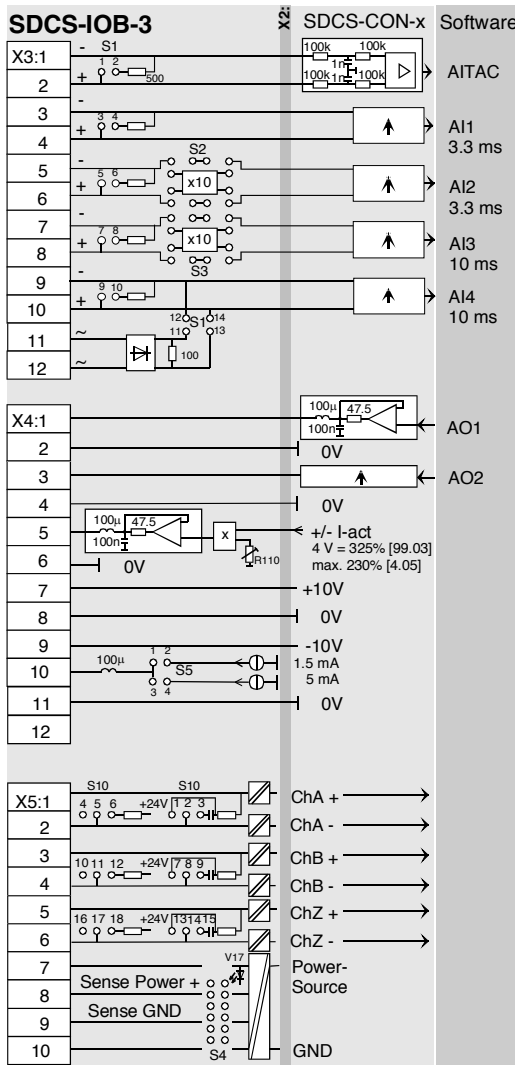 SDCS-IOB-3 X2: SDCS-CON-x Software
X3:1 - S1 100k 100k
1 2 1n AITAC
2 + 500 100k 1n 100k
3 -
3 4 AI1
4 + 3.3 ms
S2
5 -
5 6 x10 AI2
6 + 3.3 ms
7 -
7 8 x10 AI3
8 + 10 ms
S3
9 -
9 10 AI4
10 + 10 ms
12 S1 14
11 ~ 11 13
100
12 ~
X4:1 100µ 47.5
100n AO1
2 0V
3 AO2
4 0V
5 100µ 47.5 x +/- I-act
100n R110 4 V = 325% [99.03]
6 0V max. 230% [4.05]
7 +10V
8 0V
9 -10V
10 100µ 1 2 S5 1.5 mA
3 4 5 mA
11 0V
12
S10 S10
X5:1 4 5 6 +24V 1 2 3 ChA +
2 ChA -
3 ChB +
10 11 12 +24V 7 8 9
4 ChB -
5 ChZ +
16 17 18 +24V 13 14 15
6 ChZ -
7 V17 Power-
Sense Power + Source
8
Sense GND
9
10 S4 GND